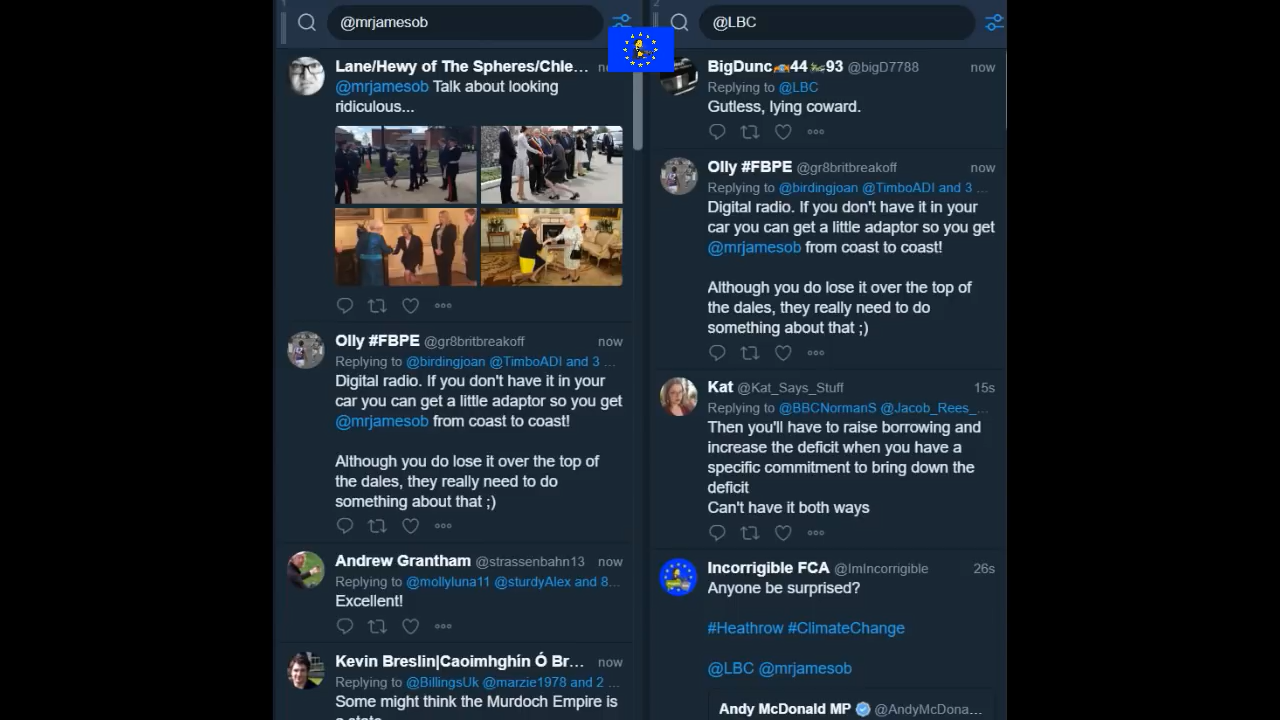 1
@mrjamesob
Lane/Hewy of The Spheres/Chle... now
@mrjamesob Talk about looking
ridiculous...
Olly #FBPE @gr8britbreakoff now
Replying to @birdingjoan @TimboADI and 3 ...
Digital radio. If you don't have it in your
car you can get a little adaptor so you get
@mrjamesob from coast to coast!
Although you do lose it over the top of
the dales, they really need to do
something about that ;)
Andrew Grantham @strassenbahn13 now
Replying to @mollyluna11 @sturdyAlex and 8...
Excellent!
Kevin Breslin|Caoimhghín Ó Br... now
Replying to @BillingsUk @marzie1978 and 2 ...
Some might think the Murdoch Empire is
a state
2
@LBC
BigDunc🚗44🐉93 @bigD7788 now
Replying to @LBC
Gutless, lying coward.
Olly #FBPE @gr8britbreakoff now
Replying to @birdingjoan @TimboADI and 3 ...
Digital radio. If you don't have it in your
car you can get a little adaptor so you get
@mrjamesob from coast to coast!
Although you do lose it over the top of
the dales, they really need to do
something about that ;)
Kat @Kat_Says_Stuff 15s
Replying to @BBCNormanS @Jacob_Rees_...
Then you'll have to raise borrowing and
increase the deficit when you have a
specific commitment to bring down the
deficit
Can't have it both ways
Incorrigible FCA @ImIncorrigible 26s
Anyone be surprised?
#Heathrow #ClimateChange
@LBC @mrjamesob
Andy McDonald MP @AndyMcDona...